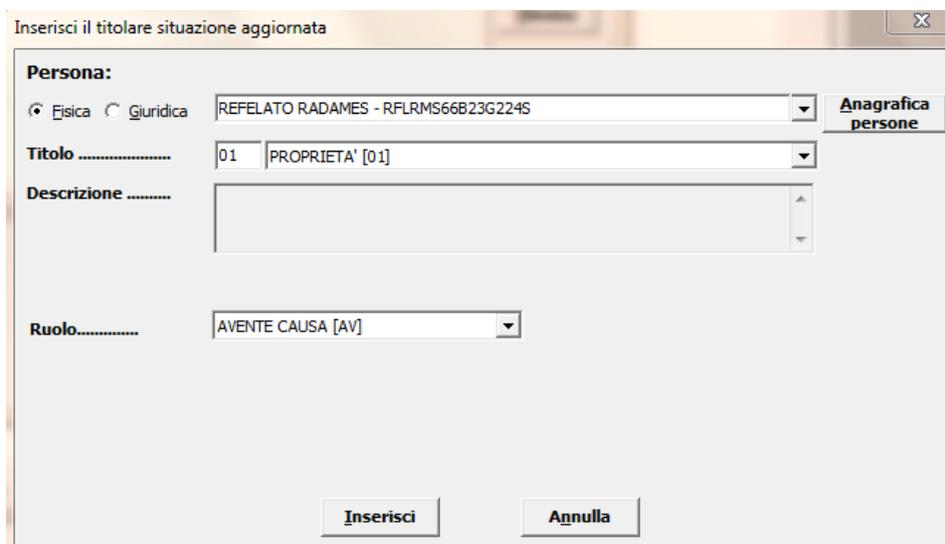 Inserisci il titolare situazione aggiornata
Persona:
Fisica Giuridica REFELATO RADAMES - RFLRMS66B23G224S Anagrafica persone
Titolo ...................... 01 PROPRIETA' [01]
Descrizione ..........
Ruolo.............. AVENTE CAUSA [AV]
Inserisci Annulla